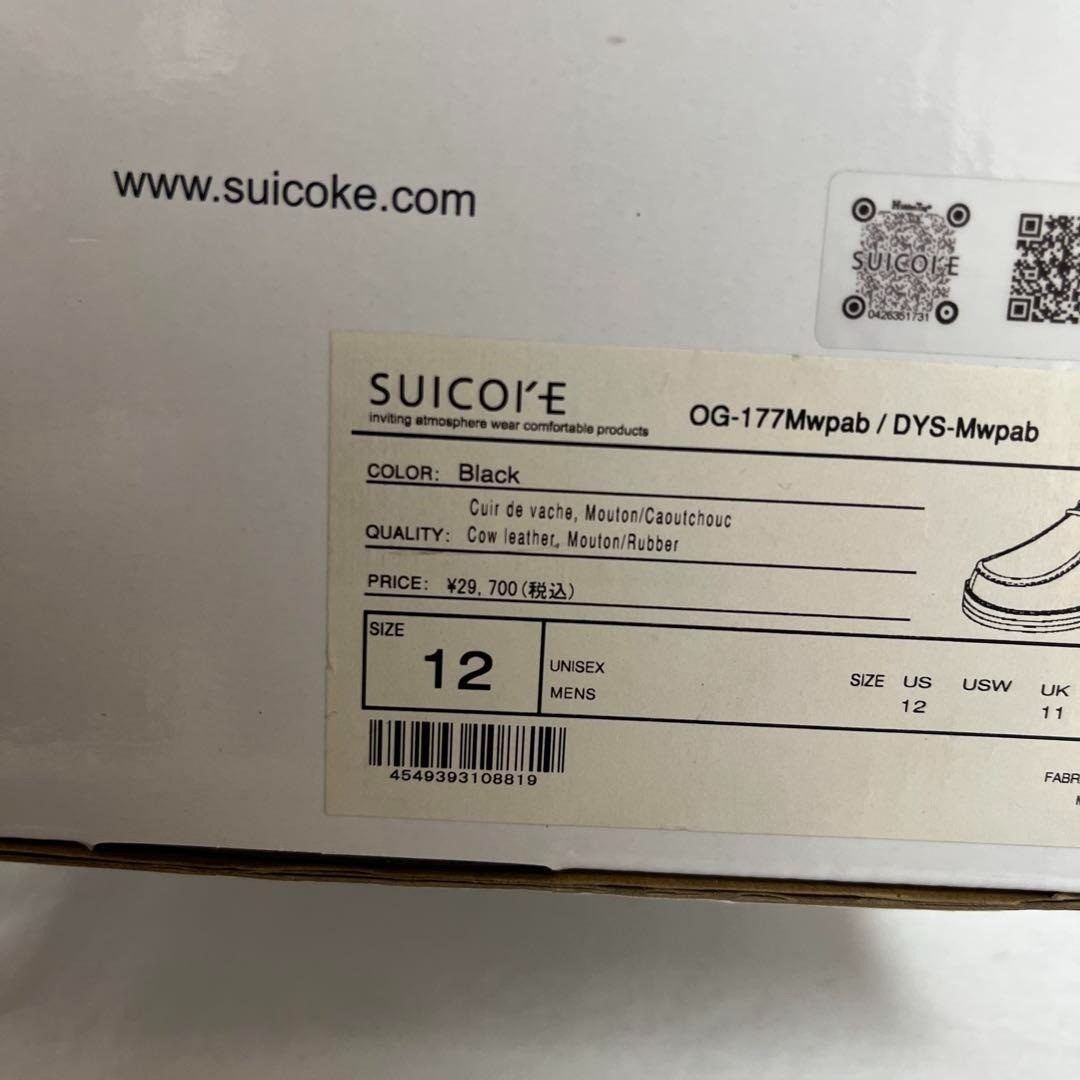 www.suicoke.com
SUICOKE
0426351731
SUICOKE
inviting atmosphere wear comfortable products
OG-177Mwpab / DYS-Mwpab
COLOR: Black
Cuir de vache, Mouton/Caoutchouc
QUALITY: Cow leather, Mouton/Rubber
PRICE: ¥29,700(税込)
SIZE
12
UNISEX
MENS
SIZE US USW UK
12 11
4549393108819
FABR